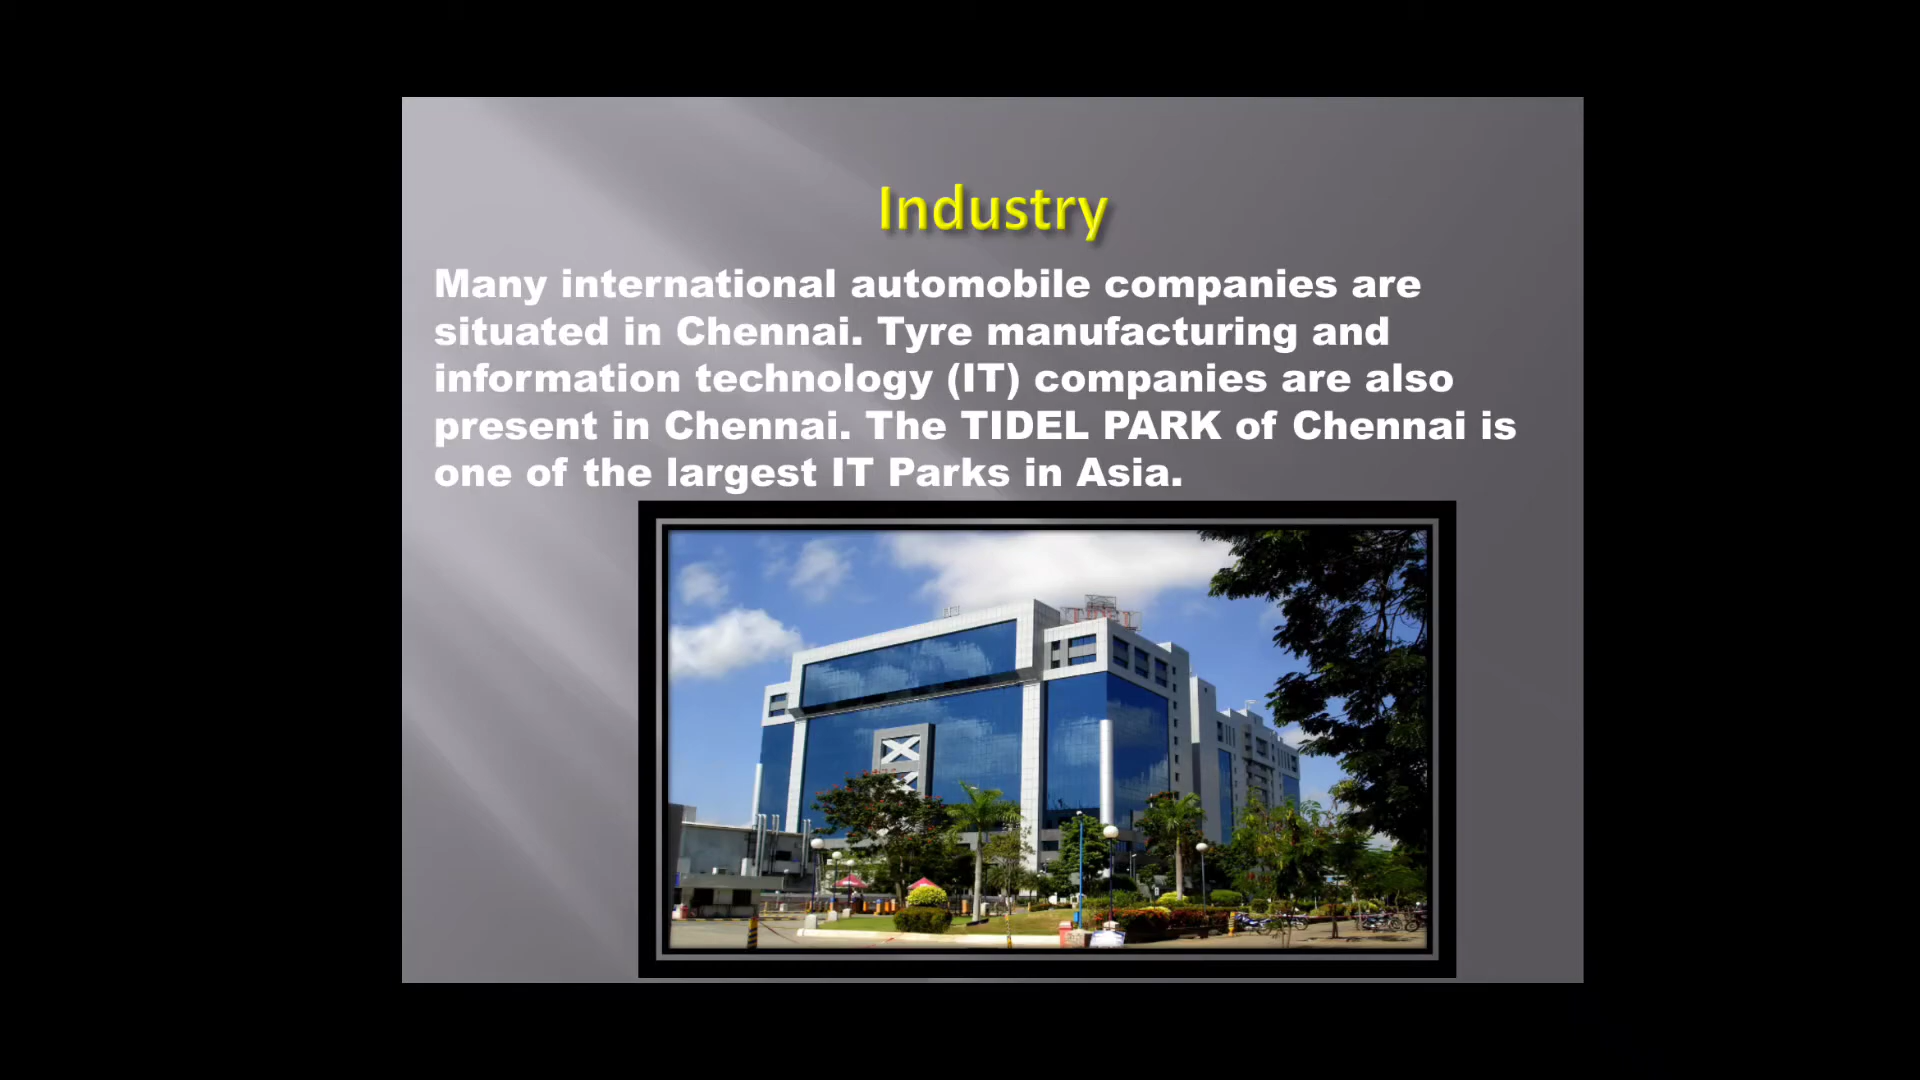 Industry
Many international automobile companies are
situated in Chennai. Tyre manufacturing and
information technology (IT) companies are also
present in Chennai. The TIDEL PARK of Chennai is
one of the largest IT Parks in Asia.